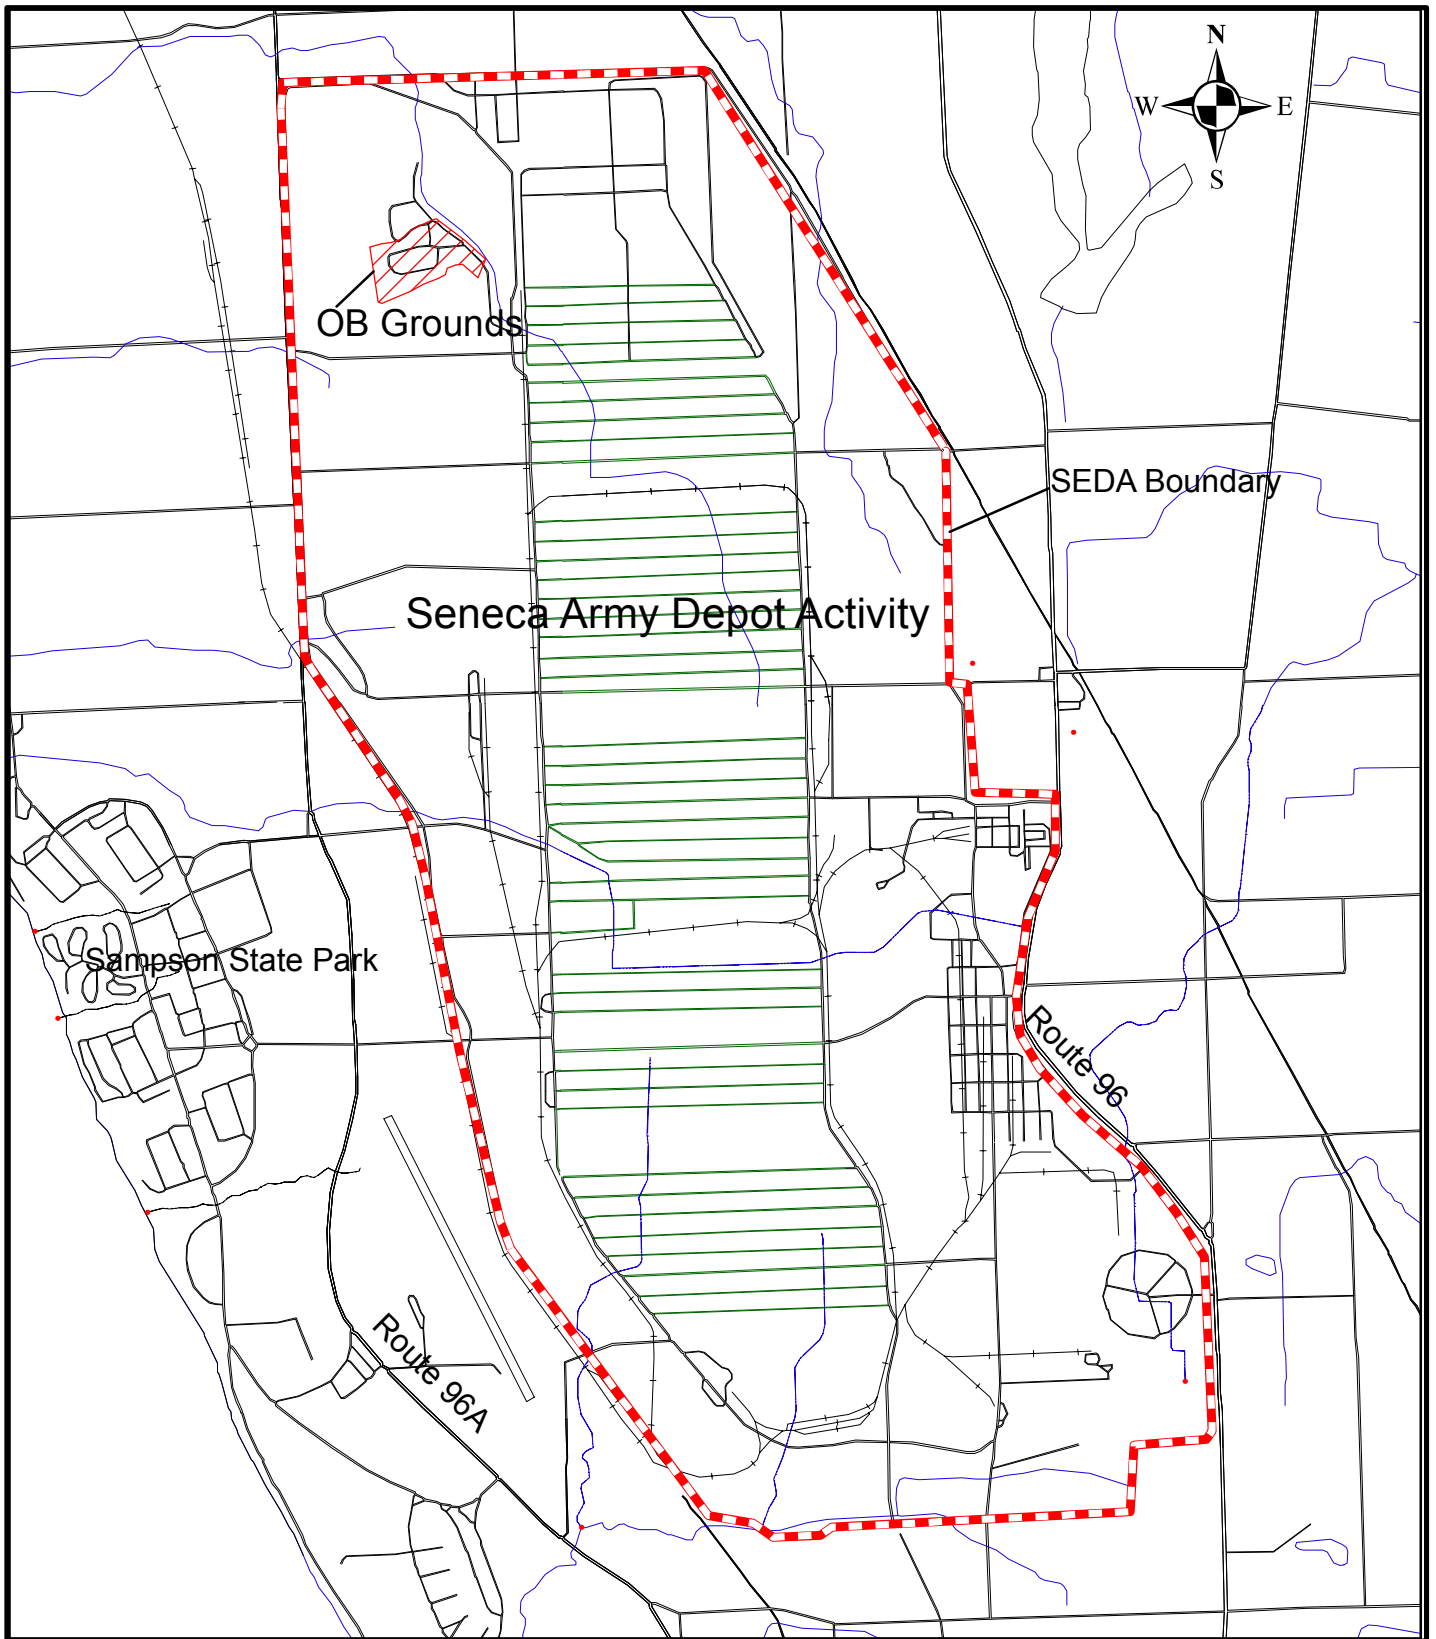 N
W E
S
OB Grounds
SEDA Boundary
Seneca Army Depot Activity
Sampson State Park
Route 96
Route 96A